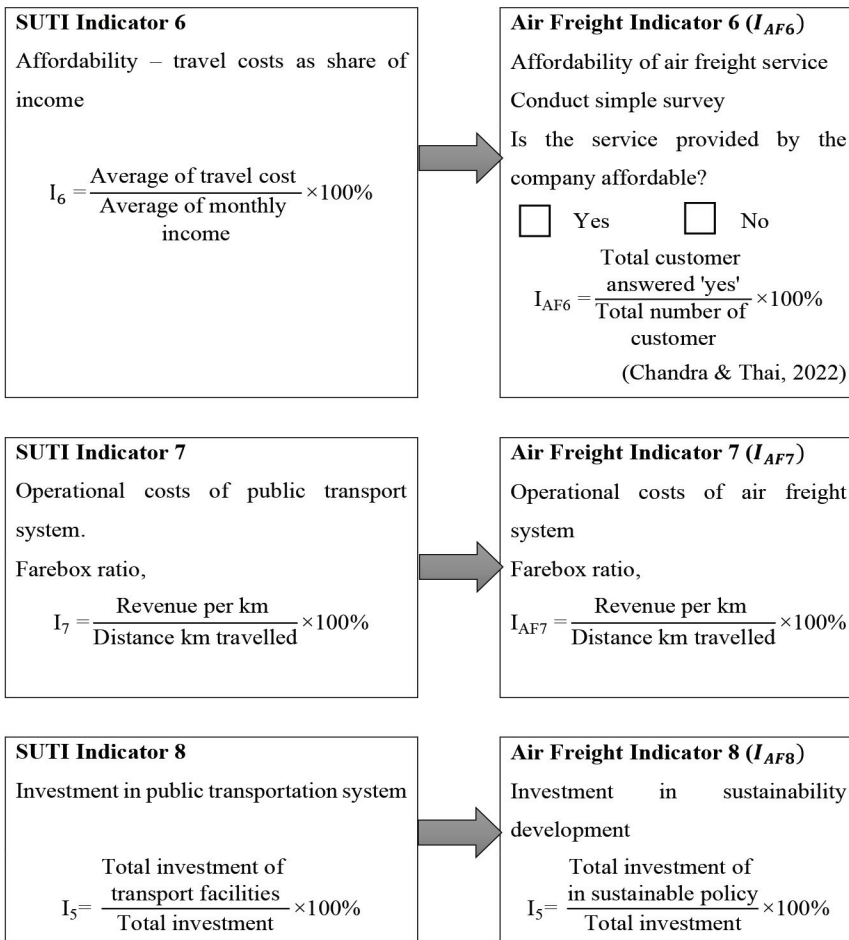 SUTI Indicator 6
Affordability – travel costs as share of
income
I₆ = Average of travel cost / Average of monthly income ×100%
Air Freight Indicator 6 (I_AF6)
Affordability of air freight service
Conduct simple survey
Is the service provided by the
company affordable?
Yes No
I_AF6 = Total customer answered 'yes' / Total number of customer ×100%
(Chandra & Thai, 2022)
SUTI Indicator 7
Operational costs of public transport
system.
Farebox ratio,
I₇ = Revenue per km / Distance km travelled ×100%
Air Freight Indicator 7 (I_AF7)
Operational costs of air freight
system
Farebox ratio,
I_AF7 = Revenue per km / Distance km travelled ×100%
SUTI Indicator 8
Investment in public transportation system
I₅= Total investment of transport facilities / Total investment ×100%
Air Freight Indicator 8 (I_AF8)
Investment in sustainability
development
I₅= Total investment of in sustainable policy / Total investment ×100%